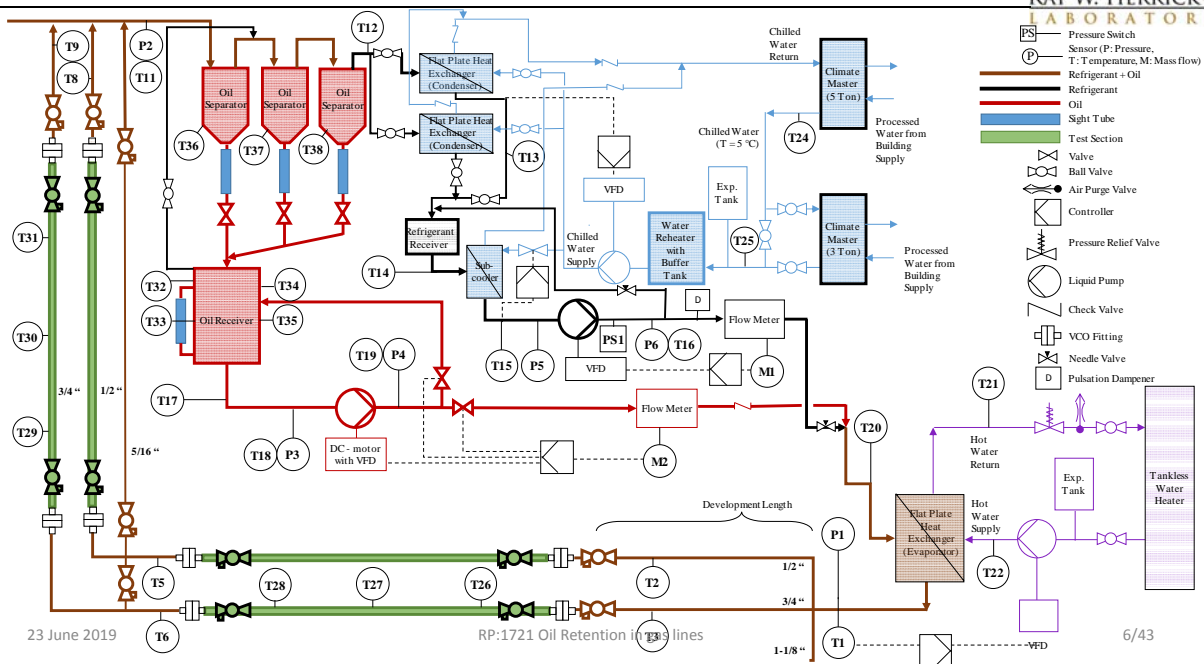 RAY W. HERRICK
LABORATOR
PS Pressure Switch
P Sensor (P: Pressure,
T: Temperature, M: Mass flow)
Refrigerant + Oil
Refrigerant
Oil
Sight Tube
Test Section
Valve
Ball Valve
Air Purge Valve
Controller
Pressure Relief Valve
Liquid Pump
Check Valve
VCO Fitting
Needle Valve
D Pulsation Dampener
T9
T8
P2
T11
T12
Oil
Separator
Oil
Separator
Oil
Separator
T36
T37
T38
Flat Plate Heat
Exchanger
(Condenser)
Flat Plate Heat
Exchanger
(Condenser)
T13
Chilled
Water
Return
Climate
Master
(5 Ton)
T24
Processed
Water from
Building
Supply
Chilled Water
(T = 5 °C)
VFD
Exp.
Tank
Climate
Master
(3 Ton)
Processed
Water from
Building
Supply
T25
Water
Reheater
with
Buffer
Tank
Chilled
Water
Supply
Refrigerant
Receiver
T14
Sub-
cooler
T31
T30
T29
T32
T33
T34
T35
Oil Receiver
T15
P5
PS1
P6
T16
D
Flow Meter
M1
VFD
T19
P4
T17
T18
P3
DC - motor
with VFD
Flow Meter
M2
T20
T21
Hot
Water
Return
Exp.
Tank
Tankless
Water
Heater
Hot
Water
Supply
T22
VFD
Flat Plate
Heat
Exchanger
(Evaporator)
3/4 “
1/2 “
5/16 “
Development Length
P1
T5
T2
1/2 “
T28
T27
T26
3/4 “
T6
T3
T1
1-1/8 “
23 June 2019
RP:1721 Oil Retention in gas lines
6/43